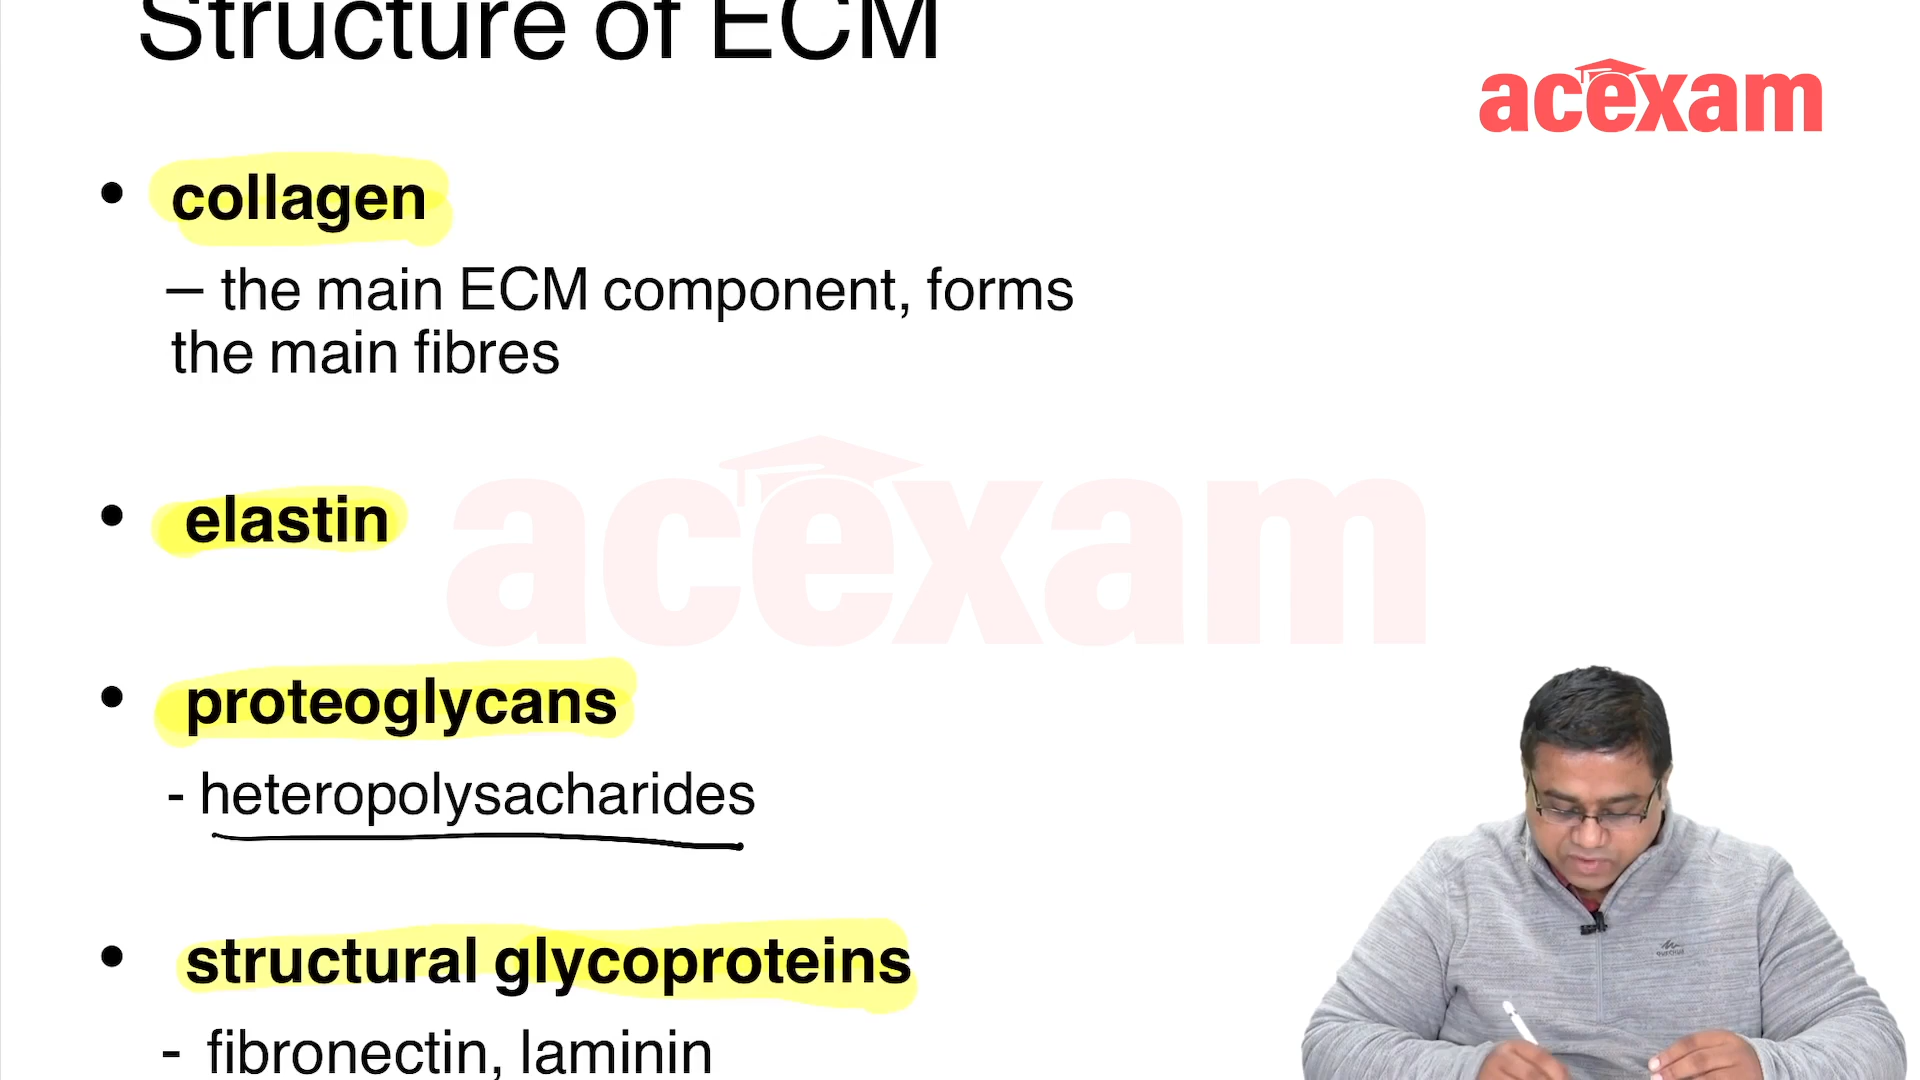 Structure of ECM
acexam
• collagen
– the main ECM component, forms
the main fibres
• elastin
acexam
• proteoglycans
- heteropolysacharides
• structural glycoproteins
- fibronectin, laminin